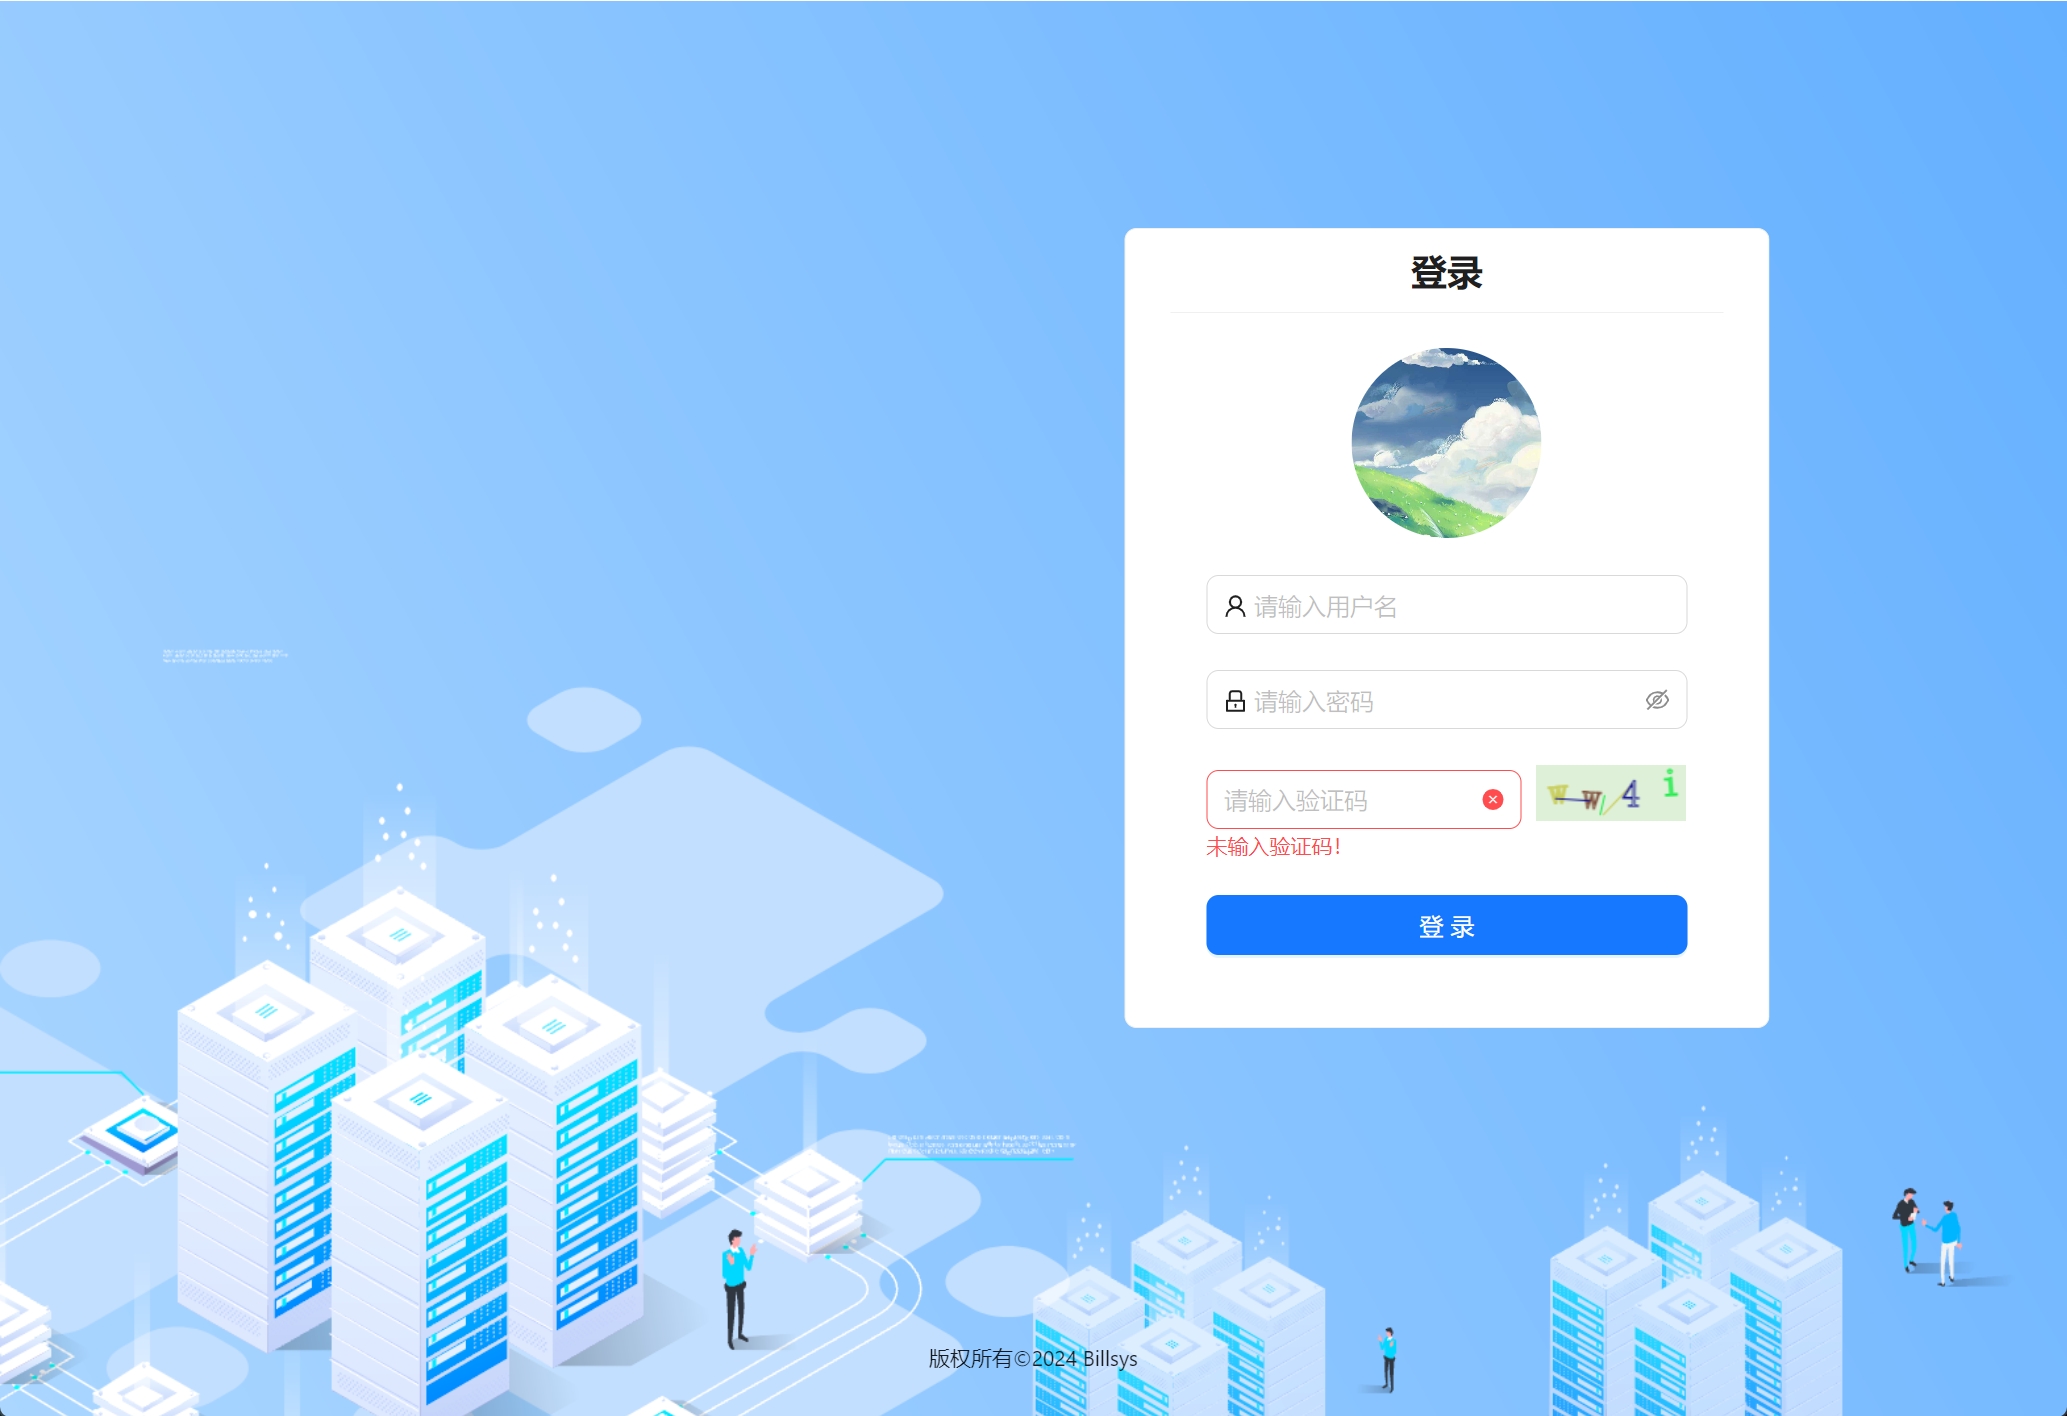 登录
请输入用户名
请输入密码
请输入验证码
w w 4 i
未输入验证码！
登 录
版权所有©2024 Billsys